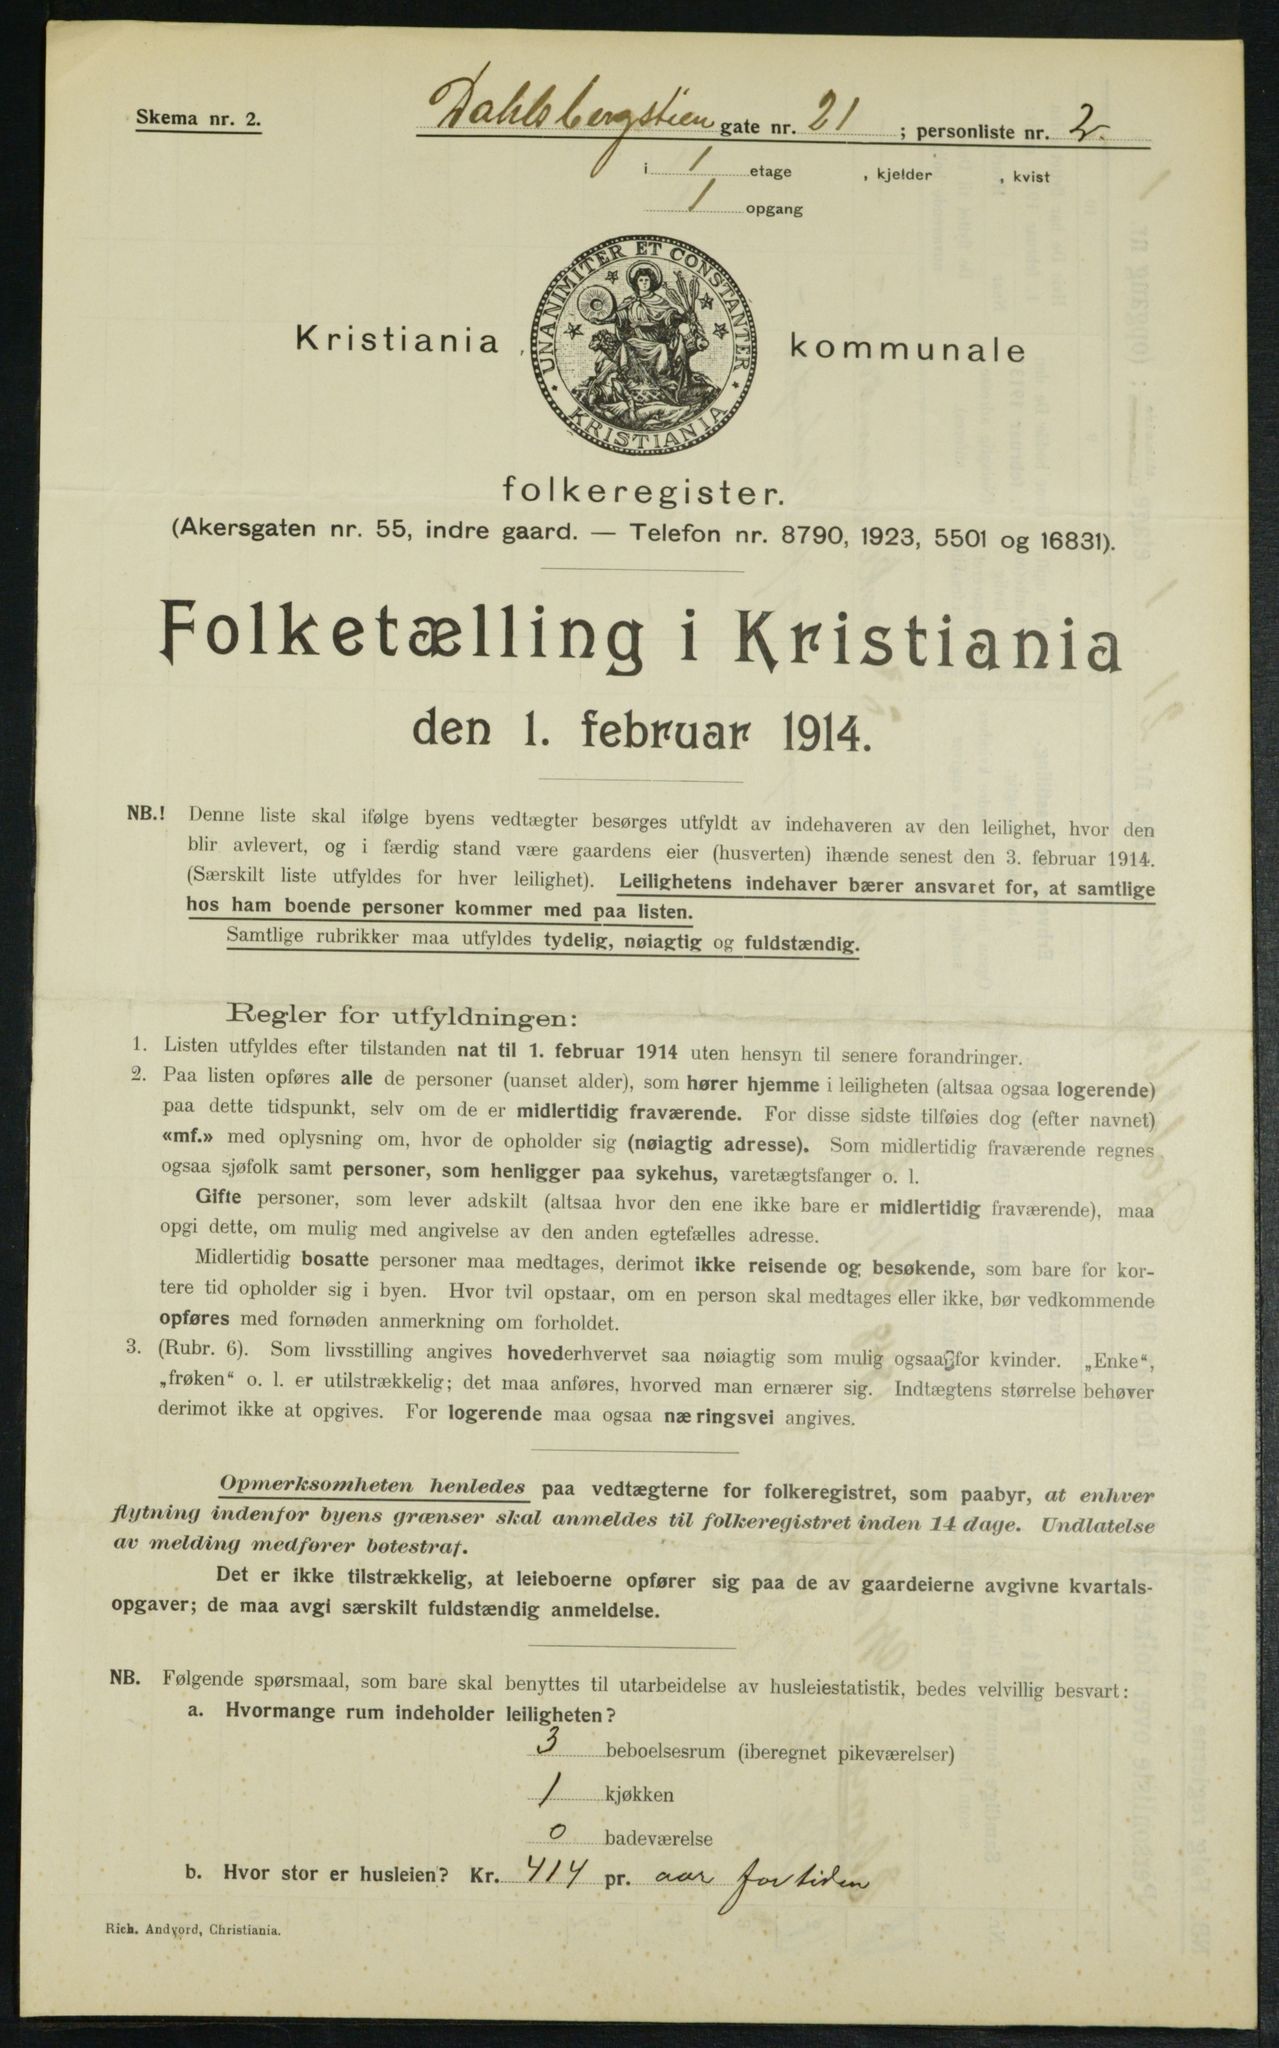 Skema nr. 2.
Dahlsbergstien gate nr. 21 ; personliste nr. 2.
i 1 etage , kjelder , kvist
1 opgang
UNANIMITER ET CONSTANTER
KRISTIANIA
Kristiania kommunale
folkeregister.
(Akersgaten nr. 55, indre gaard. — Telefon nr. 8790, 1923, 5501 og 16831).
Folketælling i Kristiania
den 1. februar 1914.
NB.! Denne liste skal ifølge byens vedtægter besørges utfyldt av indehaveren av den leilighet, hvor den
blir avlevert, og i færdig stand være gaardens eier (husverten) ihænde senest den 3. februar 1914.
(Særskilt liste utfyldes for hver leilighet). Leilighetens indehaver bærer ansvaret for, at samtlige
hos ham boende personer kommer med paa listen.
Samtlige rubrikker maa utfyldes tydelig, nøiagtig og fuldstændig.
Regler for utfyldningen:
1. Listen utfyldes efter tilstanden nat til 1. februar 1914 uten hensyn til senere forandringer.
2. Paa listen opføres alle de personer (uanset alder), som hører hjemme i leiligheten (altsaa ogsaa logerende)
paa dette tidspunkt, selv om de er midlertidig fraværende. For disse sidste tilføies dog (efter navnet)
«mf.» med oplysning om, hvor de opholder sig (nøiagtig adresse). Som midlertidig fraværende regnes
ogsaa sjøfolk samt personer, som henligger paa sykehus, varetægtsfanger o. l.
Gifte personer, som lever adskilt (altsaa hvor den ene ikke bare er midlertidig fraværende), maa
opgi dette, om mulig med angivelse av den anden egtefælles adresse.
Midlertidig bosatte personer maa medtages, derimot ikke reisende og besøkende, som bare for kor-
tere tid opholder sig i byen. Hvor tvil opstaar, om en person skal medtages eller ikke, bør vedkommende
opføres med fornøden anmerkning om forholdet.
3. (Rubr. 6). Som livsstilling angives hovederhvervet saa nøiagtig som mulig ogsaa for kvinder. „Enke“,
„frøken“ o. l. er utilstrækkelig; det maa anføres, hvorved man ernærer sig. Indtægtens størrelse behøver
derimot ikke at opgives. For logerende maa ogsaa næringsvei angives.
Opmerksomheten henledes paa vedtægterne for folkeregistret, som paabyr, at enhver
flytning indenfor byens grænser skal anmeldes til folkeregistret inden 14 dage. Undlatelse
av melding medfører bøtestraf.
Det er ikke tilstrækkelig, at leieboerne opfører sig paa de av gaardeierne avgivne kvartals-
opgaver; de maa avgi særskilt fuldstændig anmeldelse.
NB. Følgende spørsmaal, som bare skal benyttes til utarbeidelse av husleiestatistik, bedes velvillig besvart:
a. Hvormange rum indeholder leiligheten?
3 beboelsesrum (iberegnet pikeværelser)
1 kjøkken
0 badeværelse
b. Hvor stor er husleien? Kr. 414 pr. aar fortiden
Rich. Andvord, Christiania.